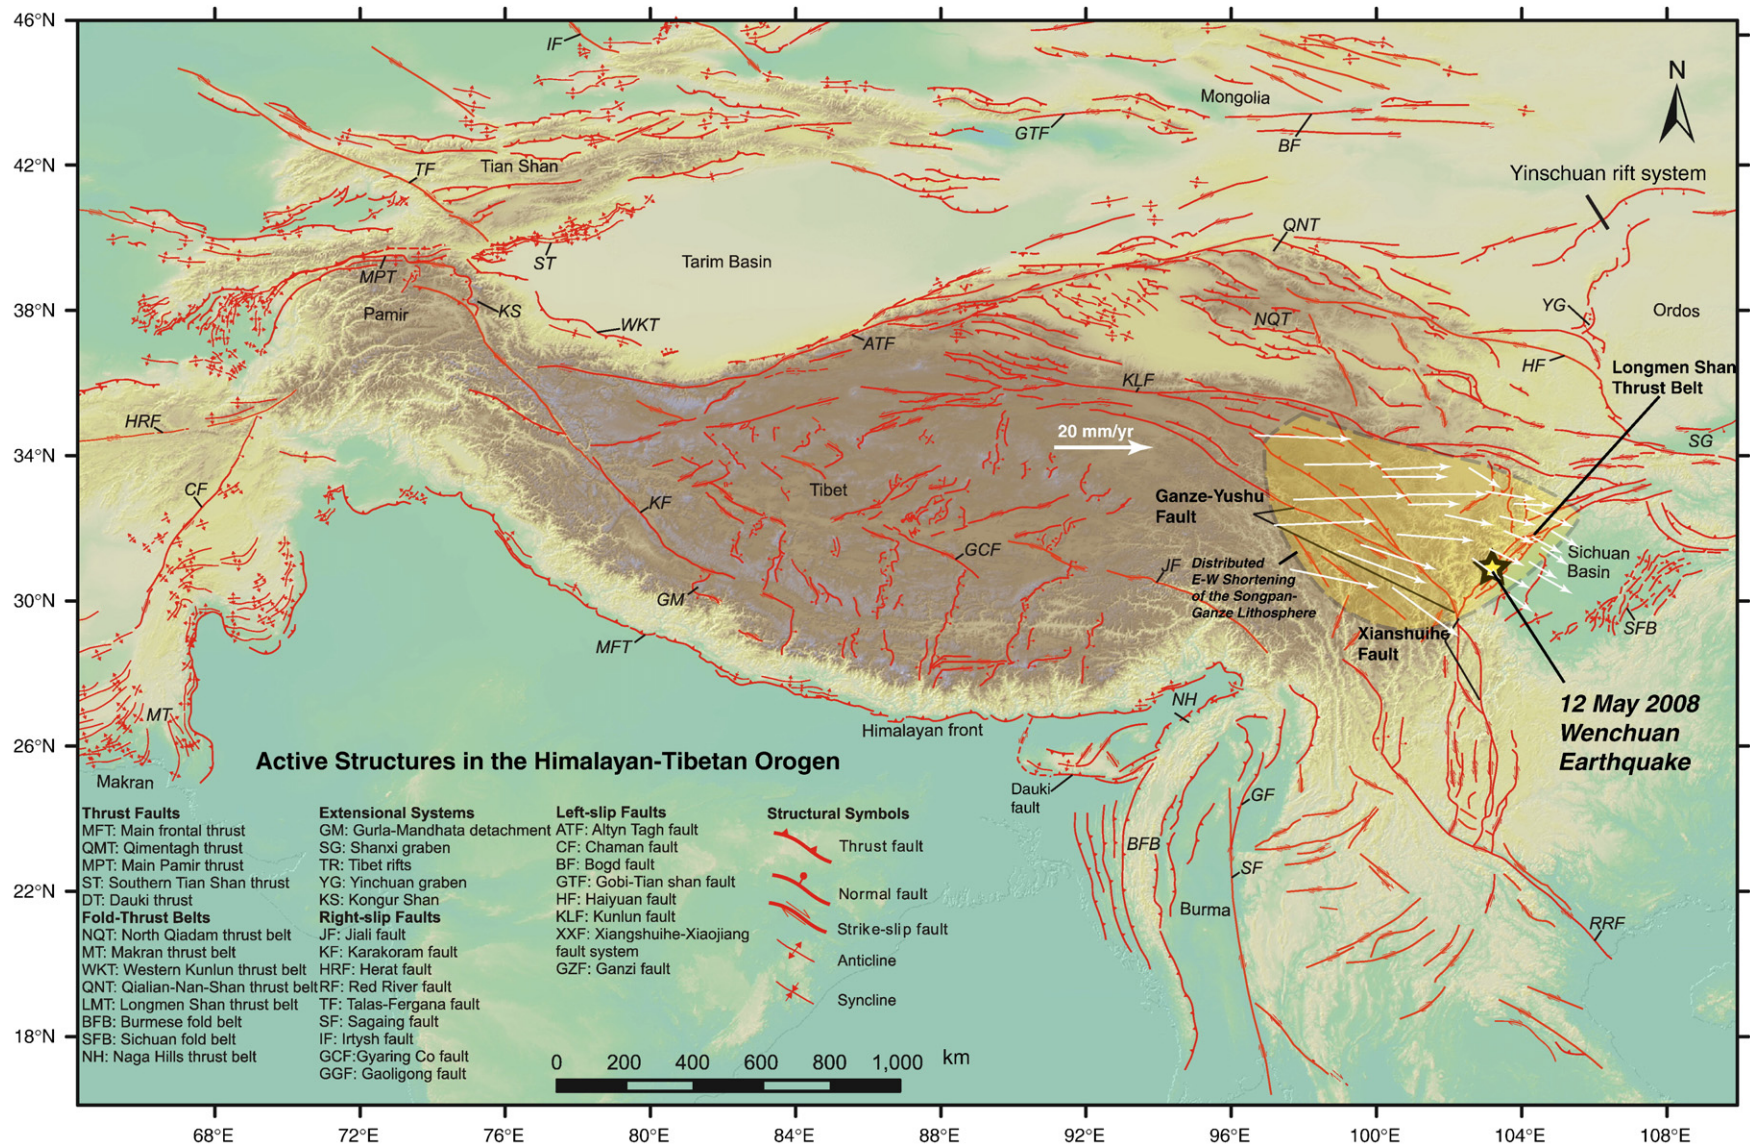 46°N
42°N
38°N
34°N
30°N
26°N
22°N
18°N
IF
Mongolia
N
GTF
BF
TF
Tian Shan
Yinschuan rift system
QNT
ST
Tarim Basin
MPT
KS
Pamir
WKT
ATF
NQT
YG
Ordos
HF
Longmen Shan
Thrust Belt
KLF
HRF
20 mm/yr
SG
CF
KF
Tibet
Ganze-Yushu
Fault
GCF
JF
Distributed
E-W Shortening
of the Songpan-
Ganze Lithosphere
Sichuan
Basin
GM
MFT
SFB
Xianshuihe
Fault
NH
MT
Himalayan front
12 May 2008
Wenchuan
Earthquake
Makran
Dauki
fault
GF
BFB
SF
Burma
RRF
Active Structures in the Himalayan-Tibetan Orogen
Thrust Faults
MFT: Main frontal thrust
QMT: Qimentagh thrust
MPT: Main Pamir thrust
ST: Southern Tian Shan thrust
DT: Dauki thrust
Fold-Thrust Belts
NQT: North Qiadam thrust belt
MT: Makran thrust belt
WKT: Western Kunlun thrust belt
QNT: Qialian-Nan-Shan thrust belt
LMT: Longmen Shan thrust belt
BFB: Burmese fold belt
SFB: Sichuan fold belt
NH: Naga Hills thrust belt
Extensional Systems
GM: Gurla-Mandhata detachment
SG: Shanxi graben
TR: Tibet rifts
YG: Yinchuan graben
KS: Kongur Shan
Right-slip Faults
JF: Jiali fault
KF: Karakoram fault
HRF: Herat fault
RF: Red River fault
TF: Talas-Fergana fault
SF: Sagaing fault
IF: Irtysh fault
GCF:Gyaring Co fault
GGF: Gaoligong fault
Left-slip Faults
ATF: Altyn Tagh fault
CF: Chaman fault
BF: Bogd fault
GTF: Gobi-Tian shan fault
HF: Haiyuan fault
KLF: Kunlun fault
XXF: Xiangshuihe-Xiaojiang
fault system
GZF: Ganzi fault
Structural Symbols
Thrust fault
Normal fault
Strike-slip fault
Anticline
Syncline
0 200 400 600 800 1,000 km
68°E 72°E 76°E 80°E 84°E 88°E 92°E 96°E 100°E 104°E 108°E